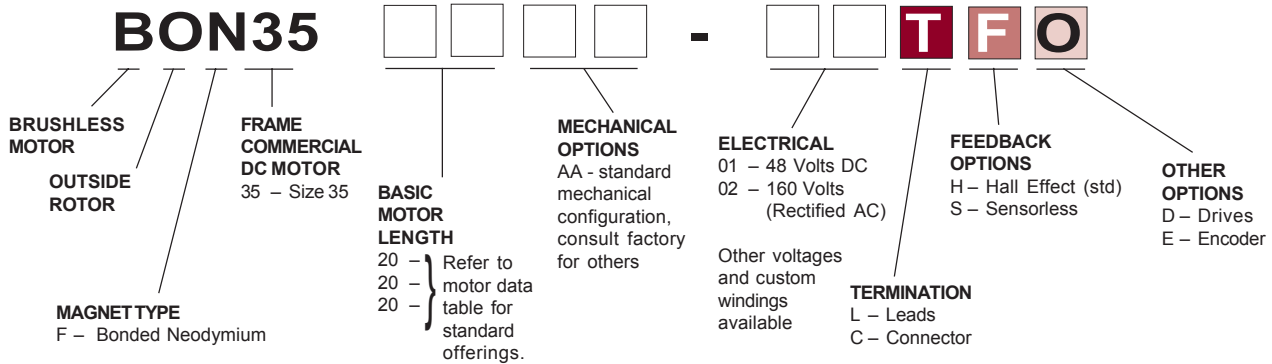 BON35 - T F O
BRUSHLESS
MOTOR
OUTSIDE
ROTOR
MAGNET TYPE
F – Bonded Neodymium
FRAME
COMMERCIAL
DC MOTOR
35 – Size 35
BASIC
MOTOR
LENGTH
20 –
20 –
20 –
Refer to
motor data
table for
standard
offerings.
MECHANICAL
OPTIONS
AA - standard
mechanical
configuration,
consult factory
for others
ELECTRICAL
01 – 48 Volts DC
02 – 160 Volts
(Rectified AC)
Other voltages
and custom
windings
available
TERMINATION
L – Leads
C – Connector
FEEDBACK
OPTIONS
H – Hall Effect (std)
S – Sensorless
OTHER
OPTIONS
D – Drives
E – Encoder